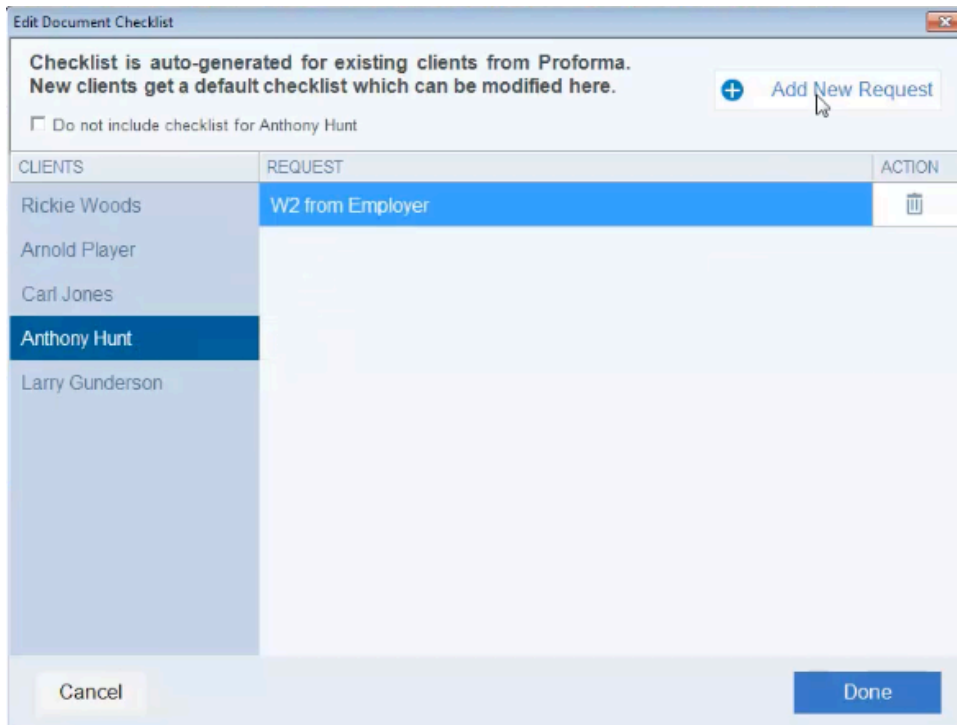 Edit Document Checklist
Checklist is auto-generated for existing clients from Proforma.
New clients get a default checklist which can be modified here.
Add New Request
Do not include checklist for Anthony Hunt
CLIENTS REQUEST ACTION
Rickie Woods W2 from Employer
Arnold Player
Carl Jones
Anthony Hunt
Larry Gunderson
Cancel Done